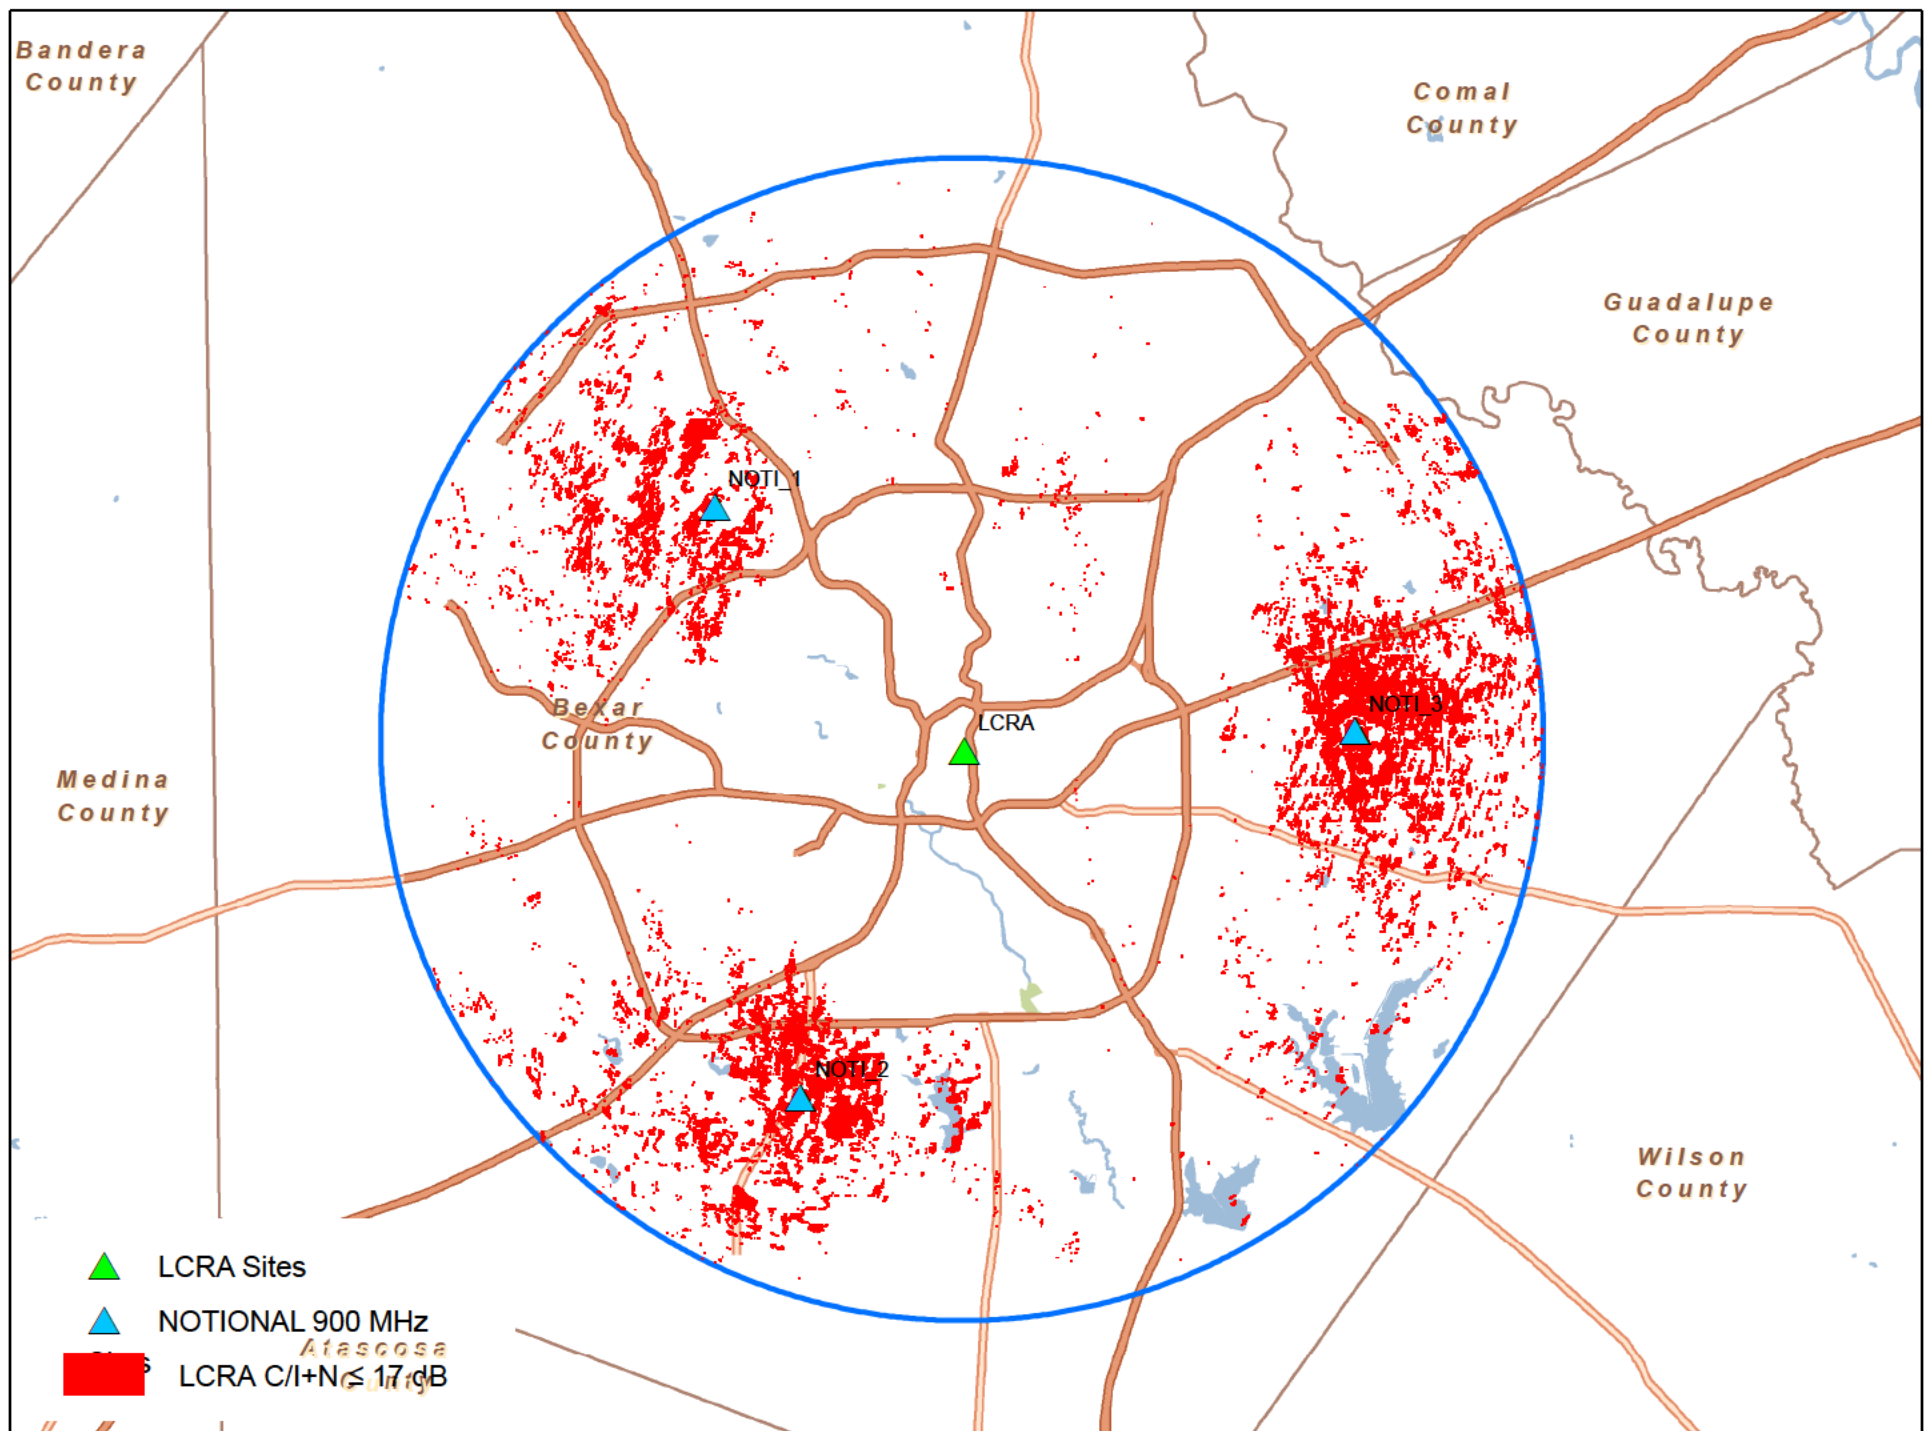 Bandera
County
Comal
County
Guadalupe
County
NOTI_1
NOTI_3
Bexar
County
LCRA
Medina
County
NOTI_2
Wilson
County
LCRA Sites
NOTIONAL 900 MHz
Atascosa
LCRA C/I+N ≤ 17 dB